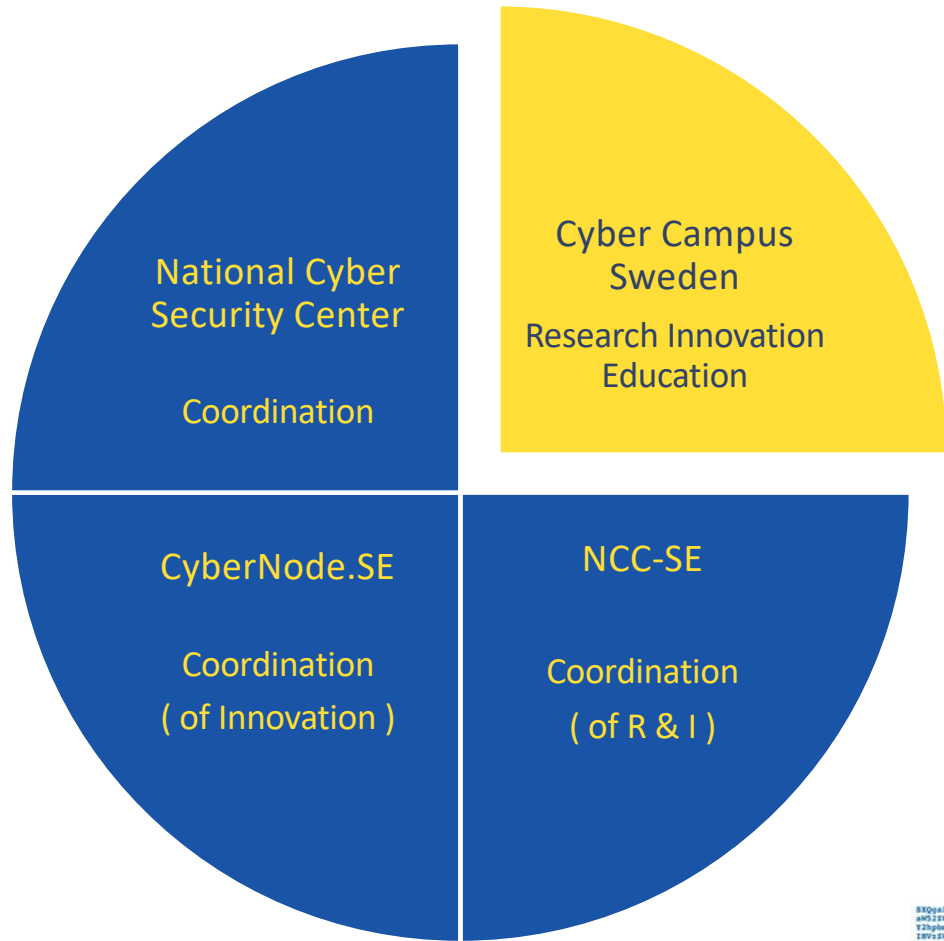 National Cyber
Security Center
Coordination
Cyber Campus
Sweden
Research Innovation
Education
CyberNode.SE
Coordination
( of Innovation )
NCC-SE
Coordination
( of R & I )